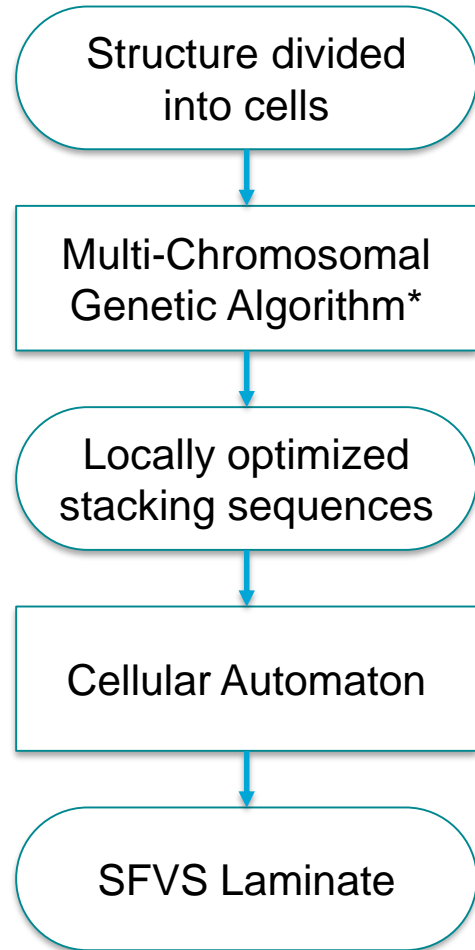 Structure divided
into cells
Multi-Chromosomal
Genetic Algorithm*
Locally optimized
stacking sequences
Cellular Automaton
SFVS Laminate